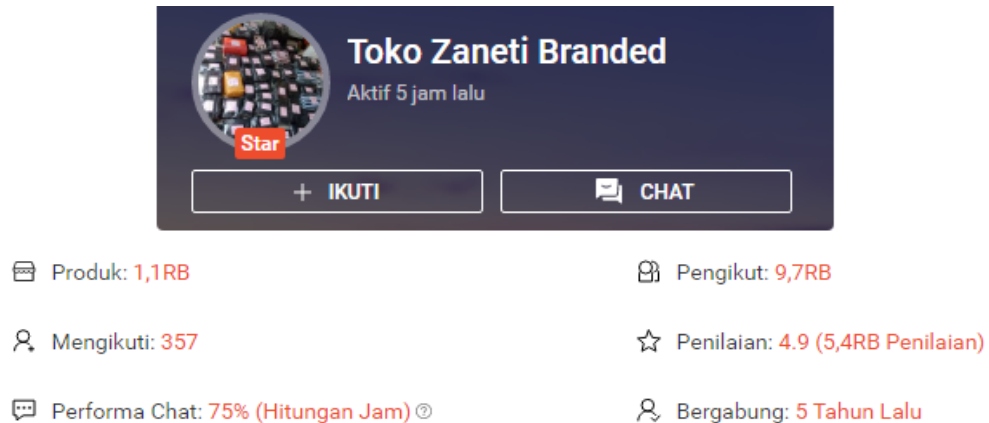 Toko Zaneti Branded
Aktif 5 jam lalu
Star
+ IKUTI
CHAT
Produk: 1,1RB
Pengikut: 9,7RB
Mengikuti: 357
Penilaian: 4.9 (5,4RB Penilaian)
Performa Chat: 75% (Hitungan Jam) ?
Bergabung: 5 Tahun Lalu